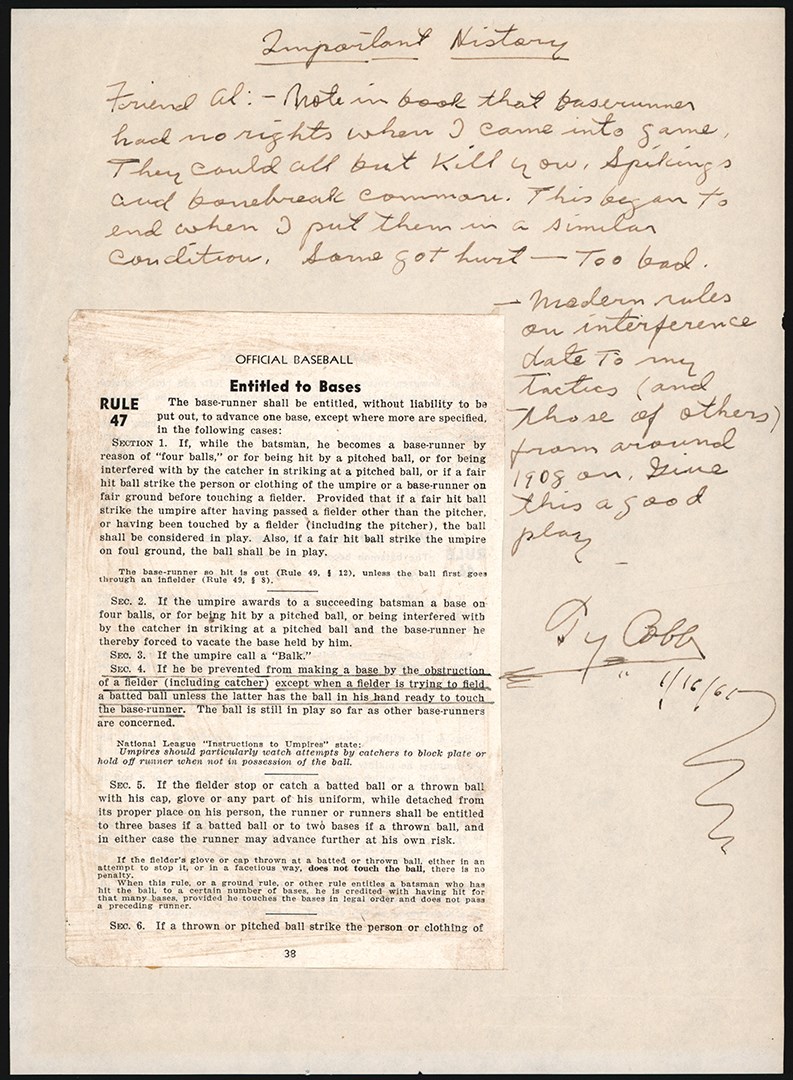 Important History
Friend Al: - Note in book that baserunner
had no rights when I came into game.
They could all but kill you. Spikings
and bonebreak common. This began to
end when I put them in a similar
condition. Some got hurt — Too bad.
— Modern rules
on interference
date to my
tactics (and
those of others)
from around
1908 on. Give
this a good
play
Ty Cobb
1/16/60
OFFICIAL BASEBALL
Entitled to Bases
RULE 47
The base-runner shall be entitled, without liability to be
put out, to advance one base, except where more are specified,
in the following cases:
SECTION 1. If, while the batsman, he becomes a base-runner by
reason of "four balls," or for being hit by a pitched ball, or for being
interfered with by the catcher in striking at a pitched ball, or if a fair
hit ball strike the person or clothing of the umpire or a base-runner on
fair ground before touching a fielder. Provided that if a fair hit ball
strike the umpire after having passed a fielder other than the pitcher,
or having been touched by a fielder (including the pitcher), the ball
shall be considered in play. Also, if a fair hit ball strike the umpire
on foul ground, the ball shall be in play.
The base-runner so hit is out (Rule 49, § 12), unless the ball first goes
through an infielder (Rule 49, § 8).
SEC. 2. If the umpire awards to a succeeding batsman a base on
four balls, or for being hit by a pitched ball, or being interfered with
by the catcher in striking at a pitched ball and the base-runner he
thereby forced to vacate the base held by him.
SEC. 3. If the umpire call a "Balk."
SEC. 4. If he be prevented from making a base by the obstruction
of a fielder (including catcher) except when a fielder is trying to field
a batted ball unless the latter has the ball in his hand ready to touch
the base-runner. The ball is still in play so far as other base-runners
are concerned.
National League "Instructions to Umpires" state:
Umpires should particularly watch attempts by catchers to block plate or
hold off runner when not in possession of the ball.
SEC. 5. If the fielder stop or catch a batted ball or a thrown ball
with his cap, glove or any part of his uniform, while detached from
its proper place on his person, the runner or runners shall be entitled
to three bases if a batted ball or to two bases if a thrown ball, and
in either case the runner may advance further at his own risk.
If the fielder's glove or cap thrown at a batted or thrown ball, either in an
attempt to stop it, or in a facetious way, does not touch the ball, there is no
penalty.
When this rule, or a ground rule, or other rule entitles a batsman who has
hit the ball, to a certain number of bases, he is credited with having hit for
that many bases, provided he touches the bases in legal order and does not pass
a preceding runner.
SEC. 6. If a thrown or pitched ball strike the person or clothing of
38